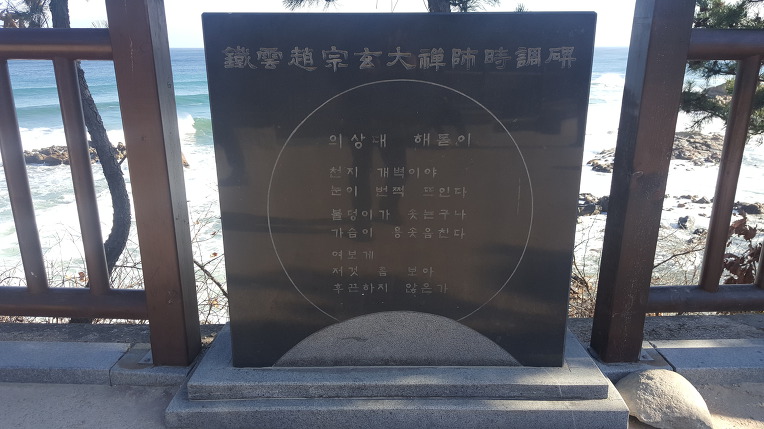 鐵雲趙宗玄大禪師時調碑
의상대 해돋이
천지 개벽이야
눈이 번쩍 뜨인다
불덩이가 솟는구나
가슴이 용솟음친다
여보게
저것 좀 보아
후끈하지 않은가